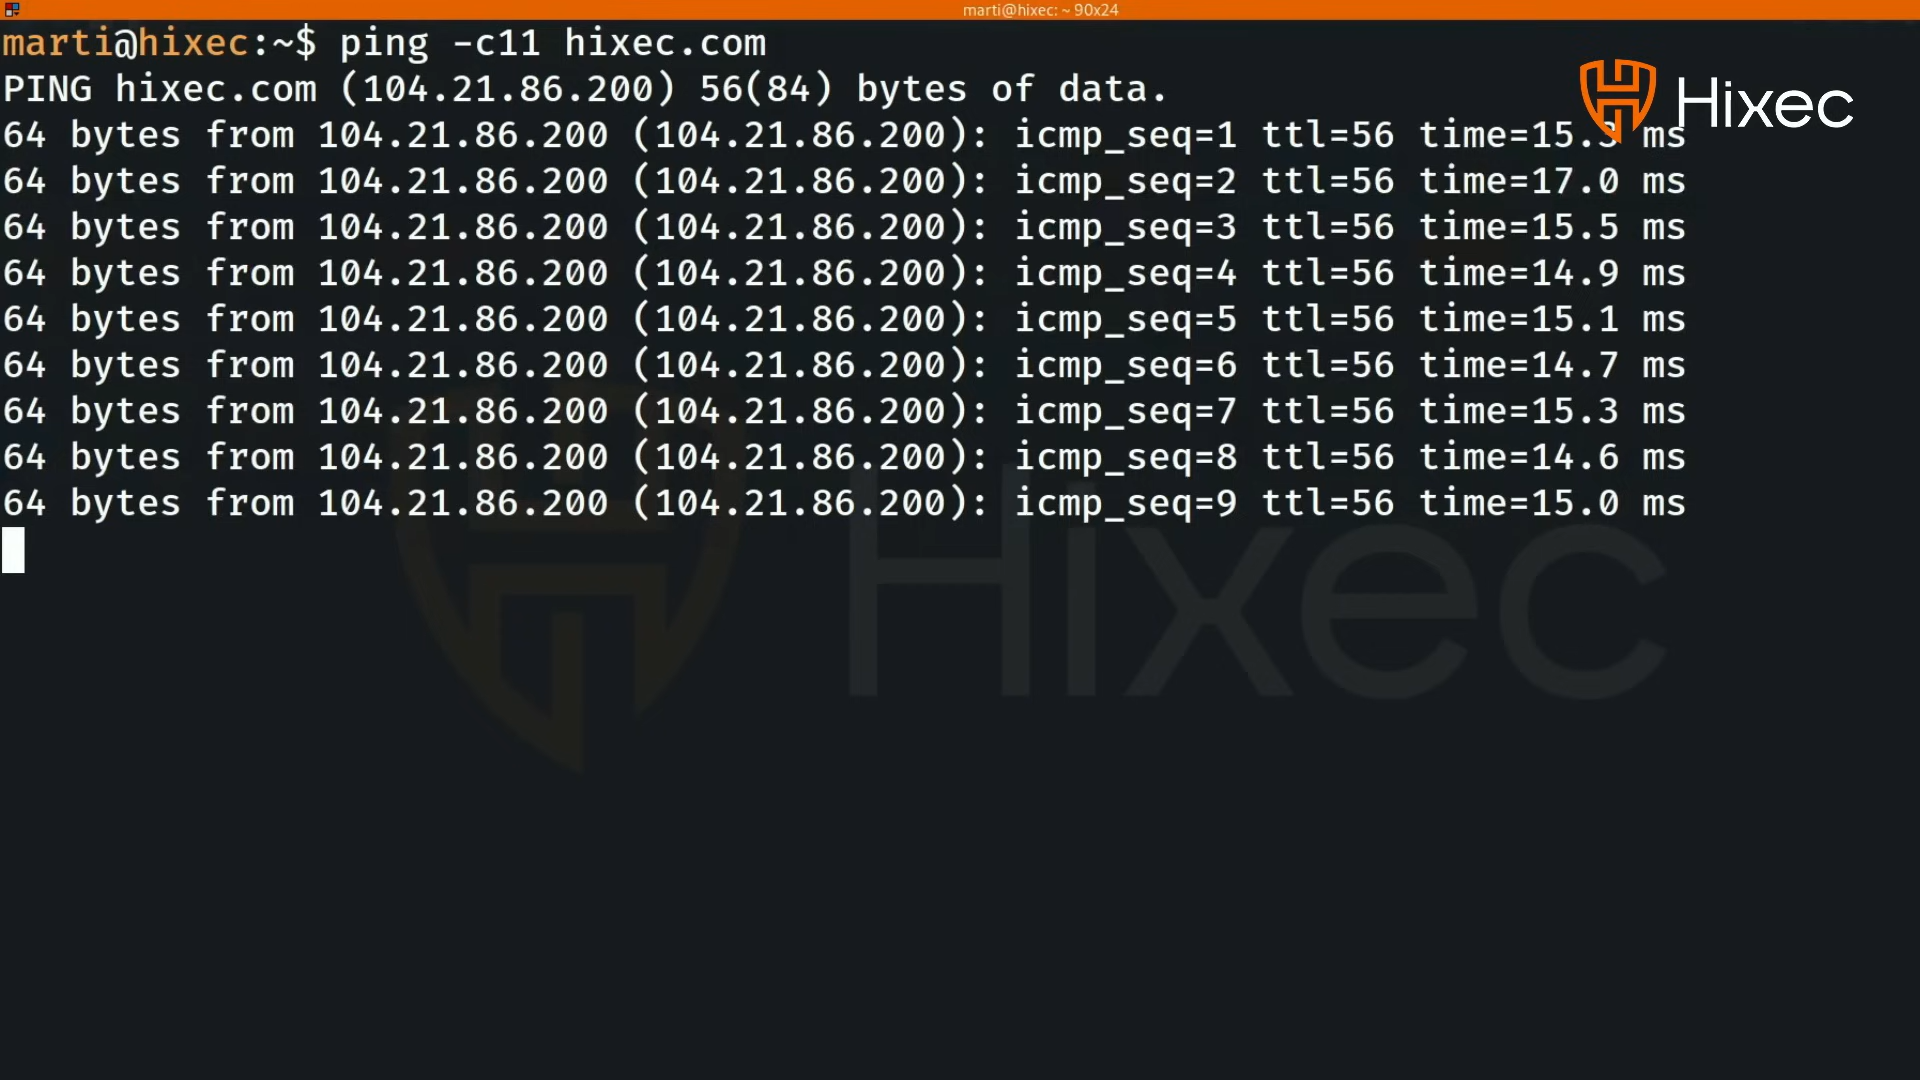 marti@hixec: ~ 90x24
marti@hixec:~$ ping -c11 hixec.com
PING hixec.com (104.21.86.200) 56(84) bytes of data.
Hixec
64 bytes from 104.21.86.200 (104.21.86.200): icmp_seq=1 ttl=56 time=15.3 ms
64 bytes from 104.21.86.200 (104.21.86.200): icmp_seq=2 ttl=56 time=17.0 ms
64 bytes from 104.21.86.200 (104.21.86.200): icmp_seq=3 ttl=56 time=15.5 ms
64 bytes from 104.21.86.200 (104.21.86.200): icmp_seq=4 ttl=56 time=14.9 ms
64 bytes from 104.21.86.200 (104.21.86.200): icmp_seq=5 ttl=56 time=15.1 ms
64 bytes from 104.21.86.200 (104.21.86.200): icmp_seq=6 ttl=56 time=14.7 ms
64 bytes from 104.21.86.200 (104.21.86.200): icmp_seq=7 ttl=56 time=15.3 ms
64 bytes from 104.21.86.200 (104.21.86.200): icmp_seq=8 ttl=56 time=14.6 ms
64 bytes from 104.21.86.200 (104.21.86.200): icmp_seq=9 ttl=56 time=15.0 ms
Hixec